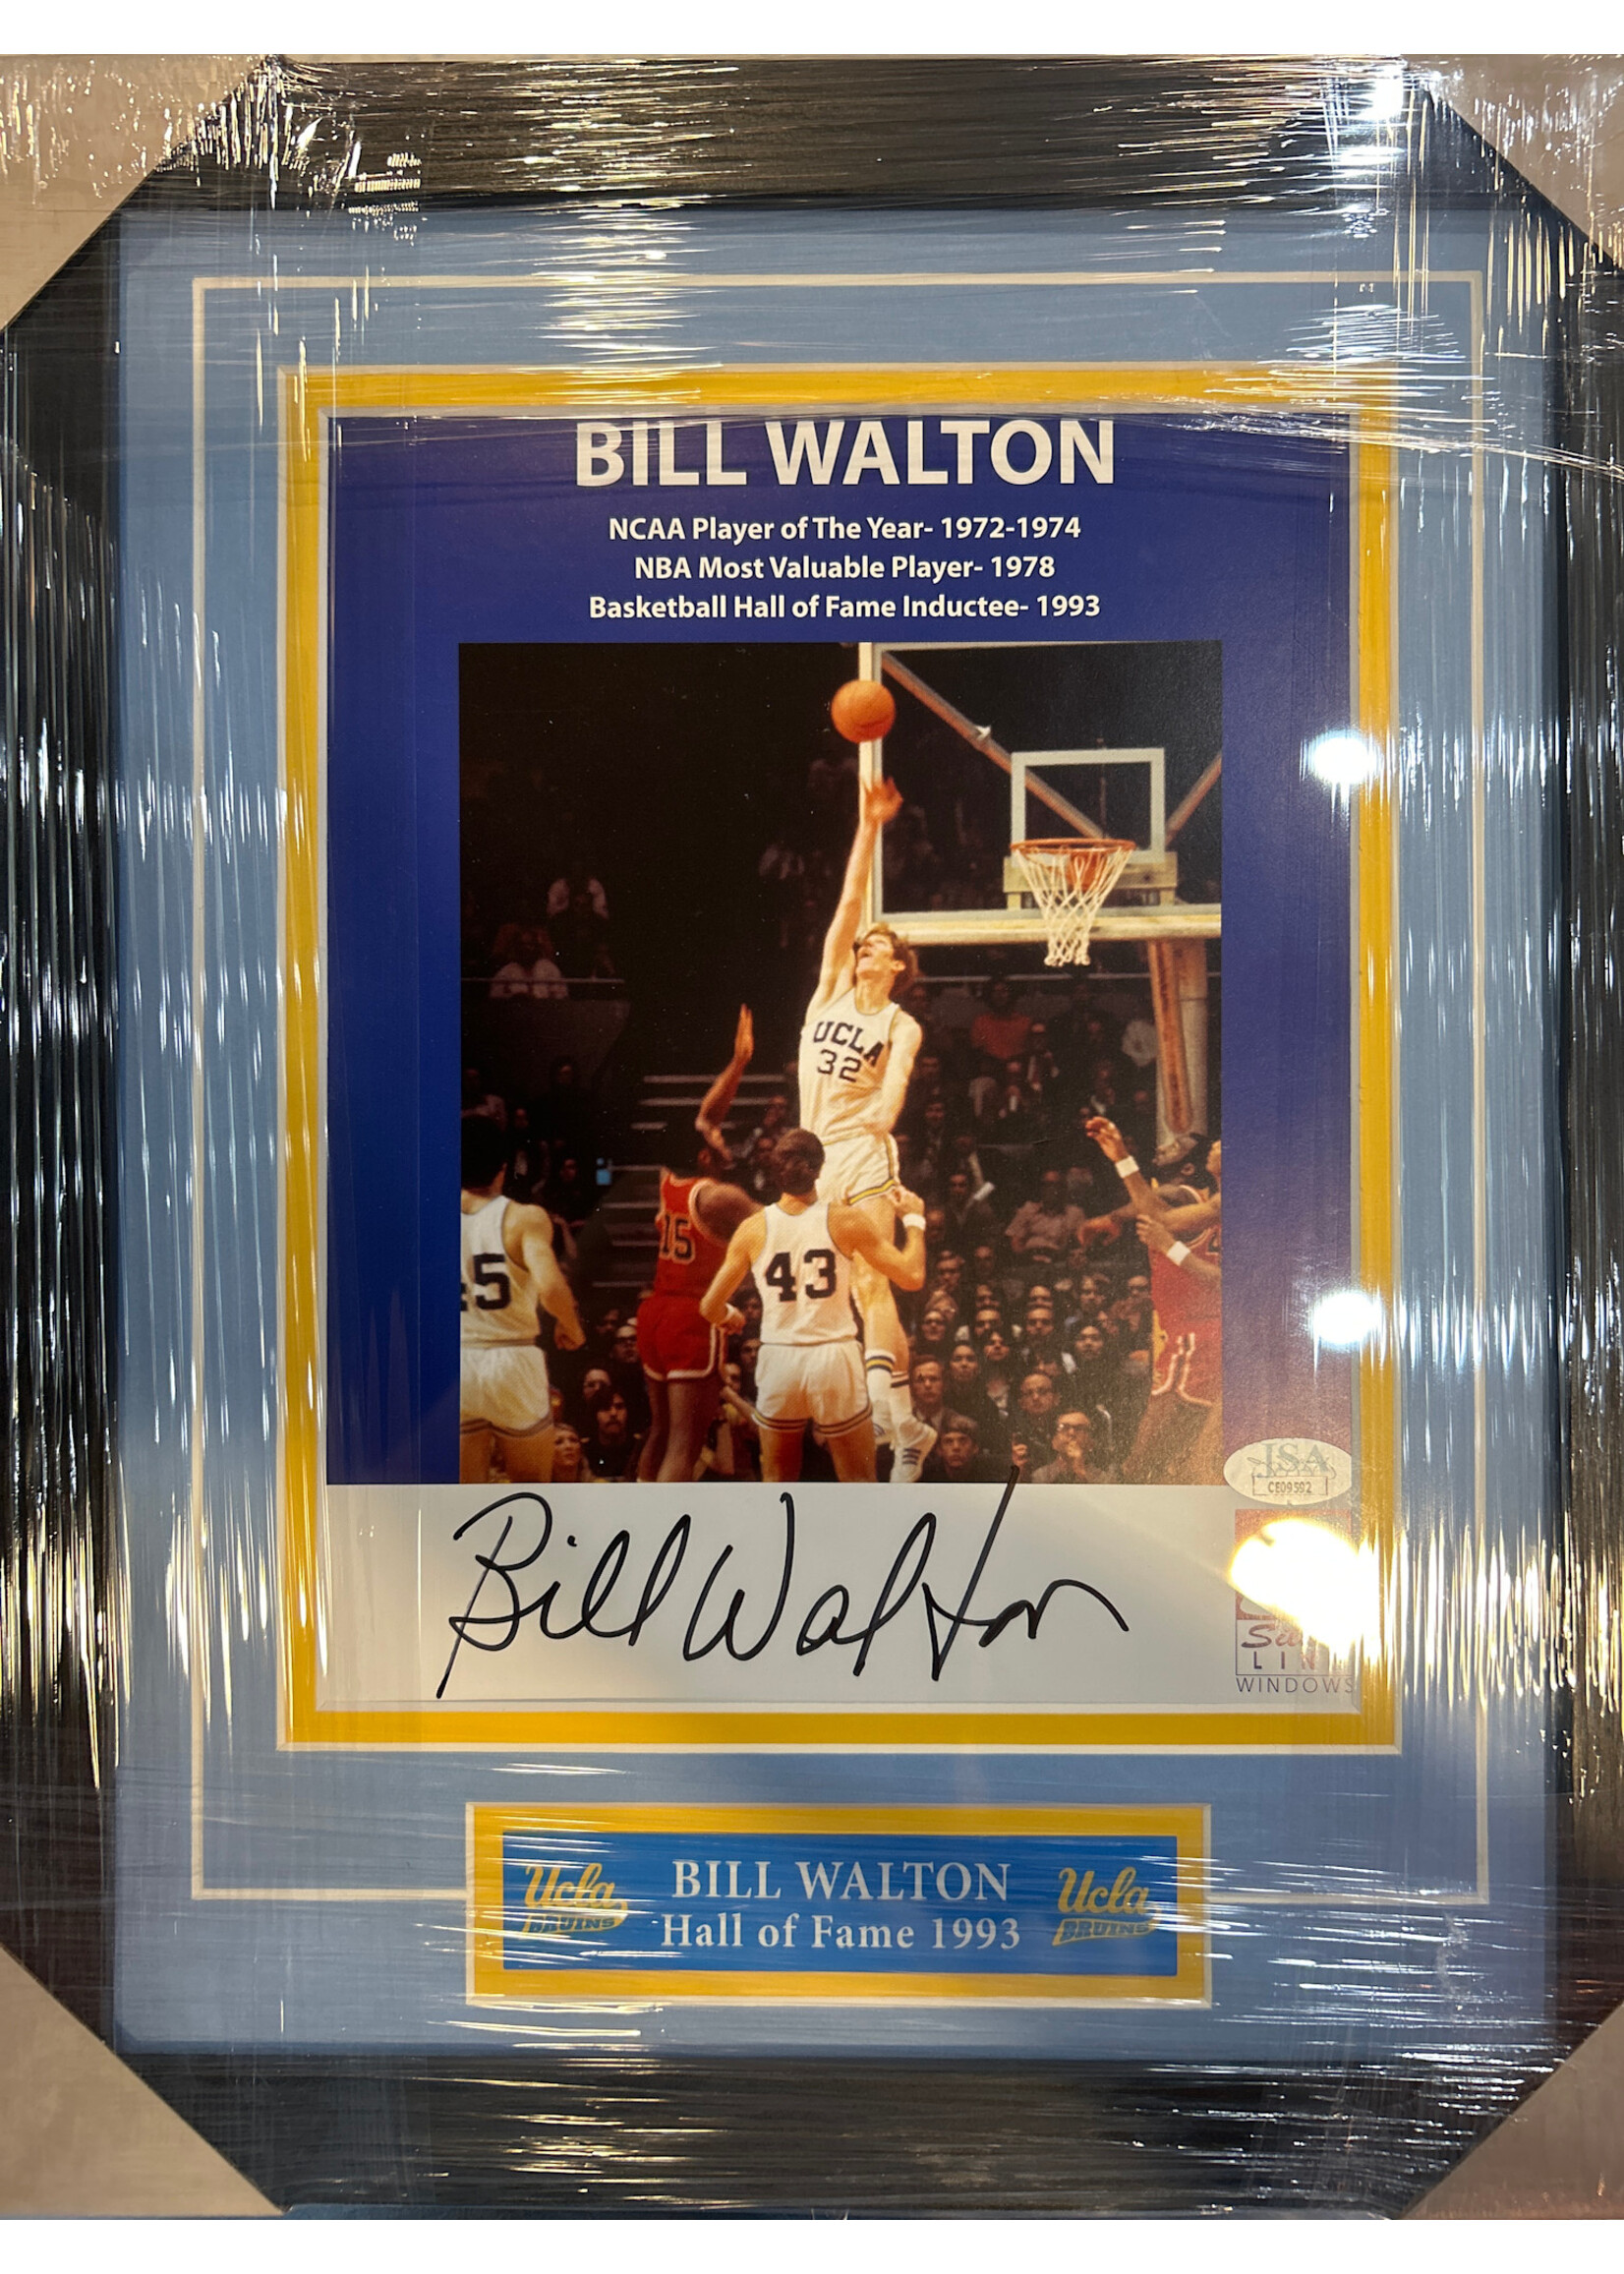 BILL WALTON
NCAA Player of The Year- 1972-1974
NBA Most Valuable Player- 1978
Basketball Hall of Fame Inductee- 1993
UCLA
32
15
43
45
JSA
CE09592
Bill Walton
WINDOWS
Ucla BILL WALTON Ucla
BRUINS Hall of Fame 1993 BRUINS